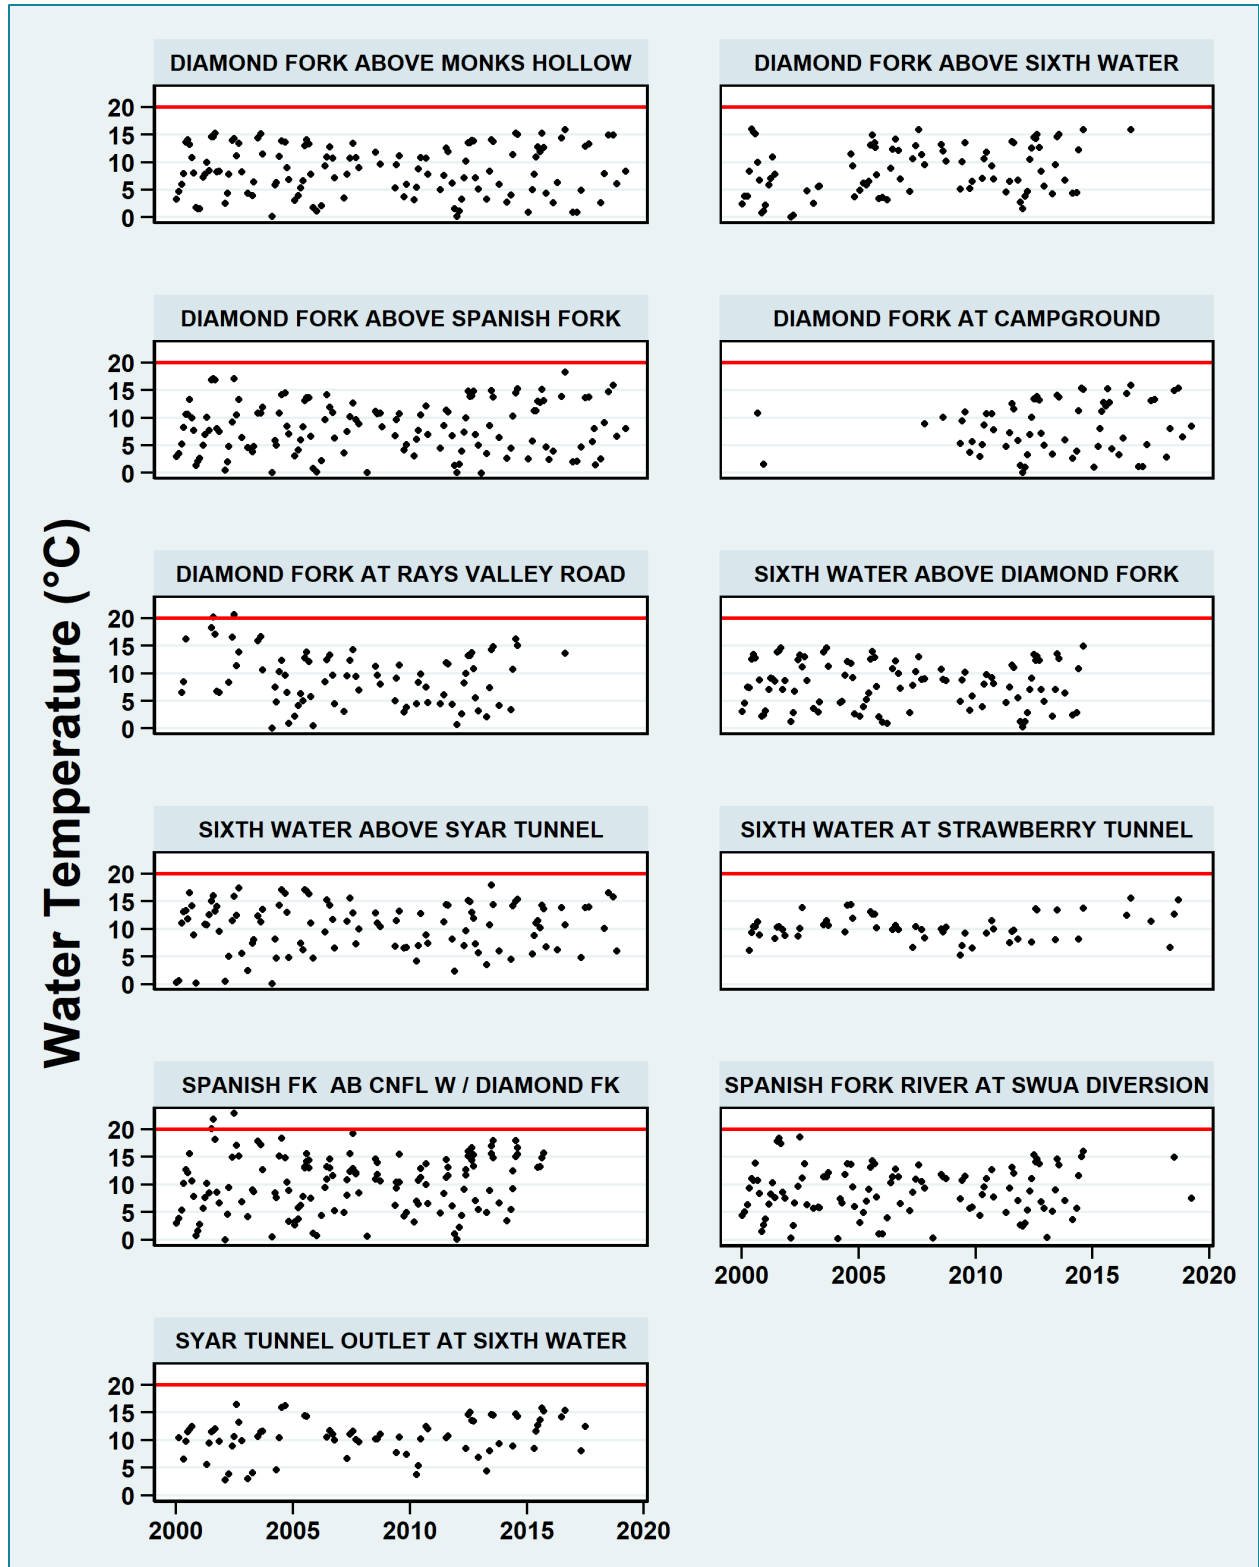 DIAMOND FORK ABOVE MONKS HOLLOW
DIAMOND FORK ABOVE SIXTH WATER
20
15
10
5
0
DIAMOND FORK ABOVE SPANISH FORK
DIAMOND FORK AT CAMPGROUND
20
15
10
5
0
Water Temperature (°C)
DIAMOND FORK AT RAYS VALLEY ROAD
SIXTH WATER ABOVE DIAMOND FORK
20
15
10
5
0
SIXTH WATER ABOVE SYAR TUNNEL
SIXTH WATER AT STRAWBERRY TUNNEL
20
15
10
5
0
SPANISH FK  AB CNFL W / DIAMOND FK
SPANISH FORK RIVER AT SWUA DIVERSION
20
15
10
5
0
2000 2005 2010 2015 2020
SYAR TUNNEL OUTLET AT SIXTH WATER
20
15
10
5
0
2000 2005 2010 2015 2020